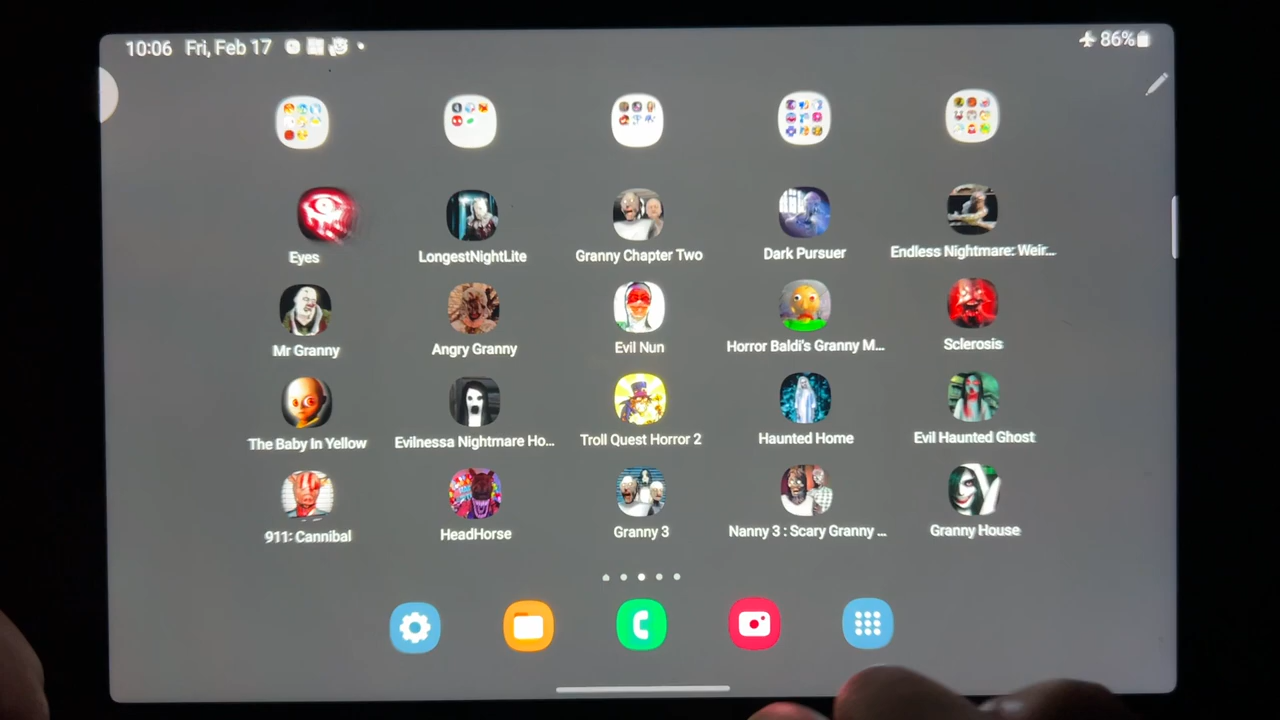 10:06 Fri, Feb 17
86%
Eyes
LongestNightLite
Granny Chapter Two
Dark Pursuer
Endless Nightmare: Weir...
Mr Granny
Angry Granny
Evil Nun
Horror Baldi's Granny M...
Sclerosis
The Baby In Yellow
Evilnessa Nightmare Ho...
Troll Quest Horror 2
Haunted Home
Evil Haunted Ghost
911: Cannibal
HeadHorse
Granny 3
Nanny 3 : Scary Granny ...
Granny House